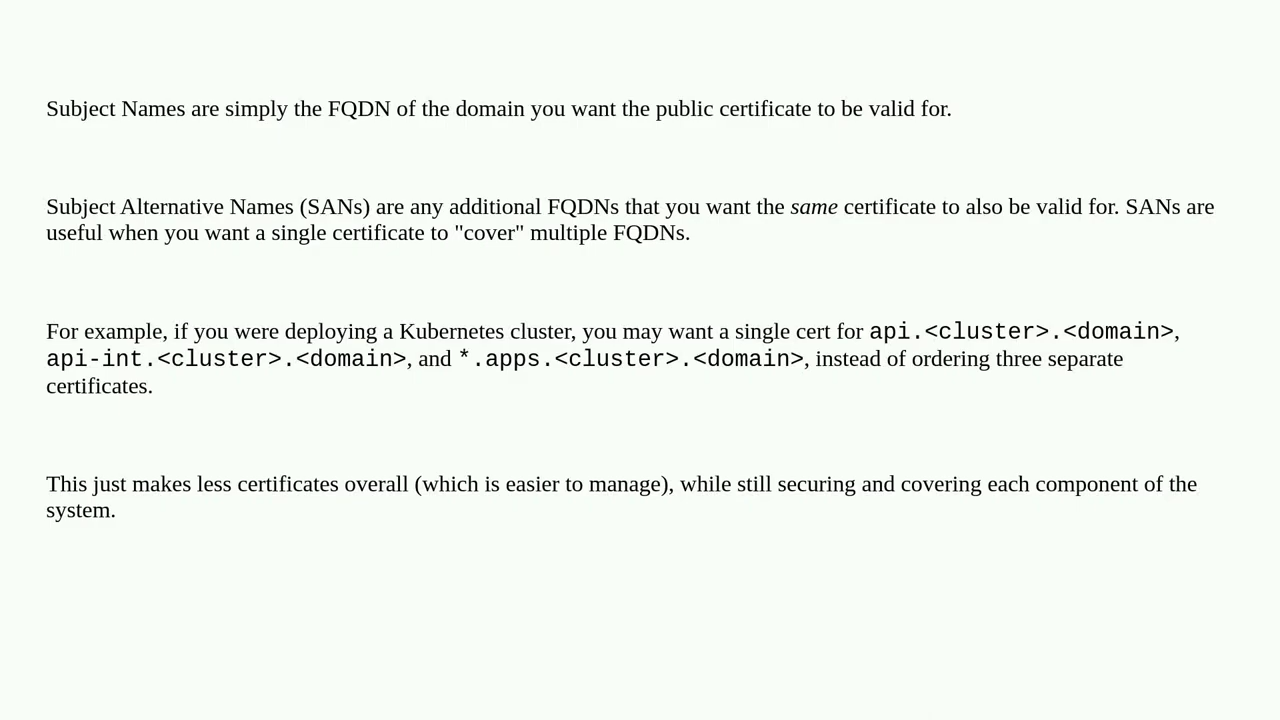 Subject Names are simply the FQDN of the domain you want the public certificate to be valid for.
Subject Alternative Names (SANs) are any additional FQDNs that you want the same certificate to also be valid for. SANs are
useful when you want a single certificate to "cover" multiple FQDNs.
For example, if you were deploying a Kubernetes cluster, you may want a single cert for api.<cluster>.<domain>,
api-int.<cluster>.<domain>, and *.apps.<cluster>.<domain>, instead of ordering three separate
certificates.
This just makes less certificates overall (which is easier to manage), while still securing and covering each component of the
system.